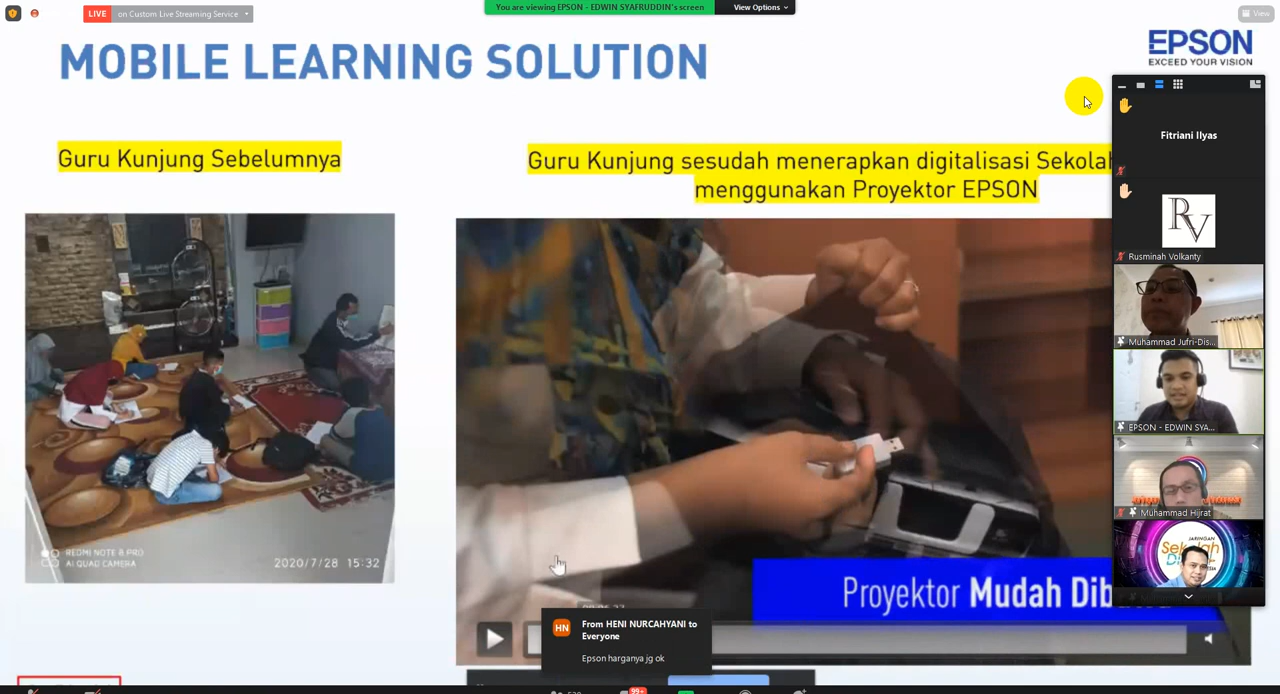 LIVE on Custom Live Streaming Service
You are viewing EPSON - EDWIN SYAFRUDDIN's screen
View Options
View
MOBILE LEARNING SOLUTION
EPSON
EXCEED YOUR VISION
Guru Kunjung Sebelumnya
Guru Kunjung sesudah menerapkan digitalisasi
menggunakan Proyektor EPSON
REDMI NOTE 8 PRO
AI QUAD CAMERA
2020/7/28 15:32
Proyektor Mudah
Fitriani Ilyas
RV
Rusminah Volkanty
Muhammad Jufri-Dis...
EPSON - EDWIN SYA...
Muhammad Hijrat
JARINGAN
HN
From HENI NURCAHYANI to
Everyone
Epson harganya jg ok
99+